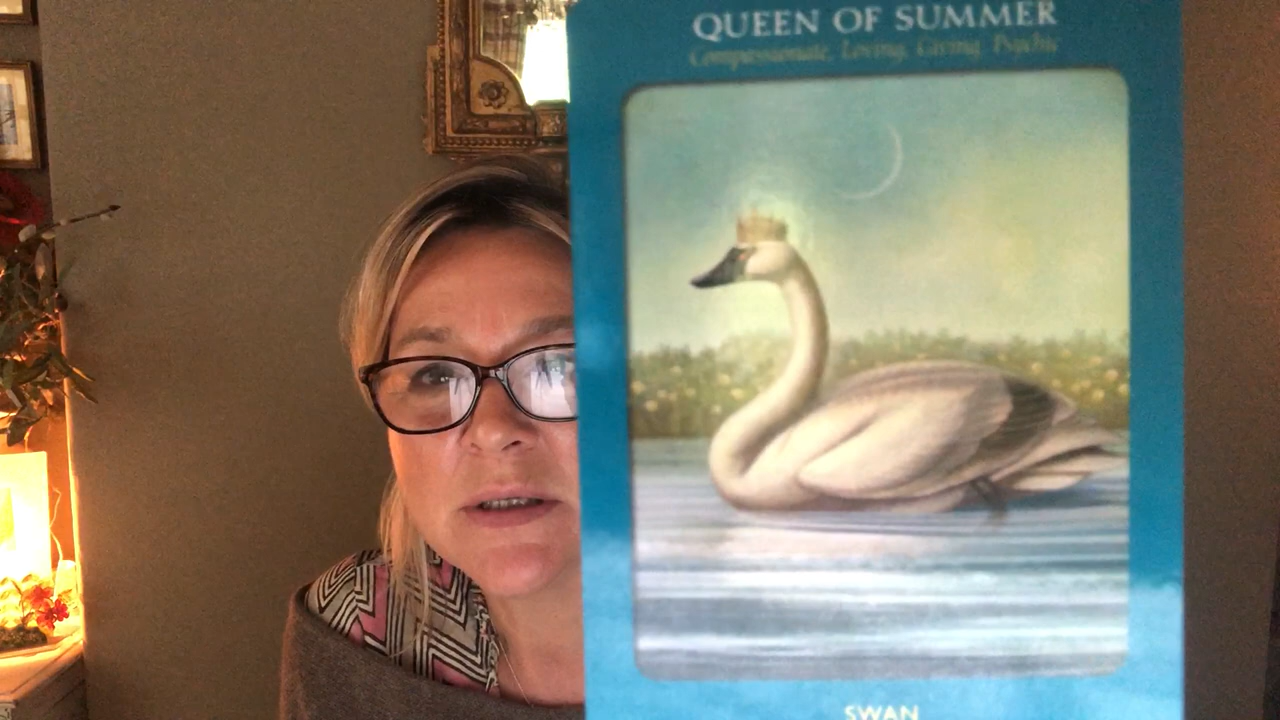 QUEEN OF SUMMER
Compassionate, Loving, Giving, Psychic
SWAN